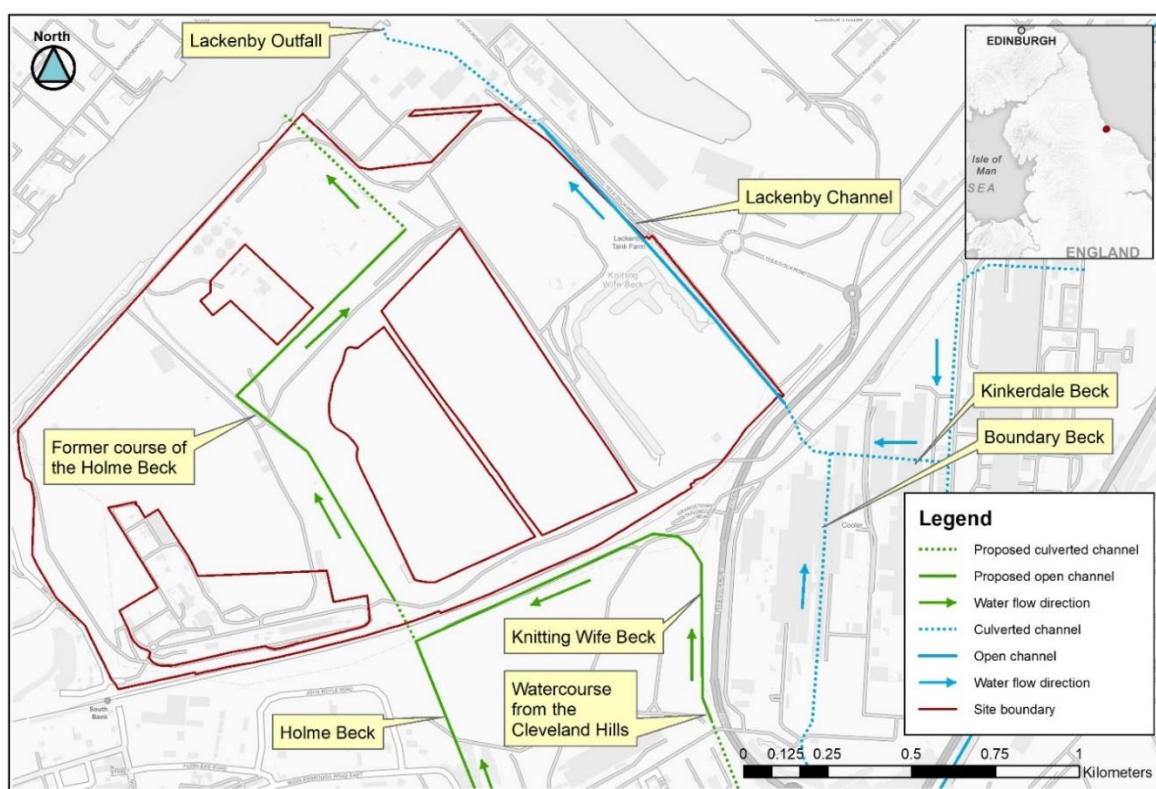 North
Lackenby Outfall
EDINBURGH
Isle of
Man
SEA
ENGLAND
Lackenby Channel
Lackenby
Tank Farm
Knitting
Wife Beck
Kinkerdale Beck
Boundary Beck
Former course of
the Holme Beck
Cooler
Knitting Wife Beck
Watercourse
from the
Cleveland Hills
Holme Beck
South
Bank
Legend
Proposed culverted channel
Proposed open channel
Water flow direction
Culverted channel
Open channel
Water flow direction
Site boundary
0 0.125 0.25 0.5 0.75 1
Kilometers